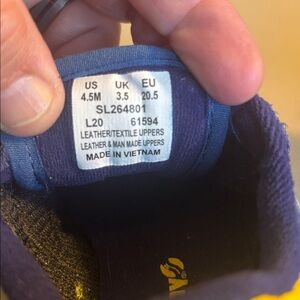 US UK EU
4.5M 3.5 20.5
SL264801
L20 61594
LEATHER/TEXTILE UPPERS
LEATHER & MAN MADE UPPERS
MADE IN VIETNAM